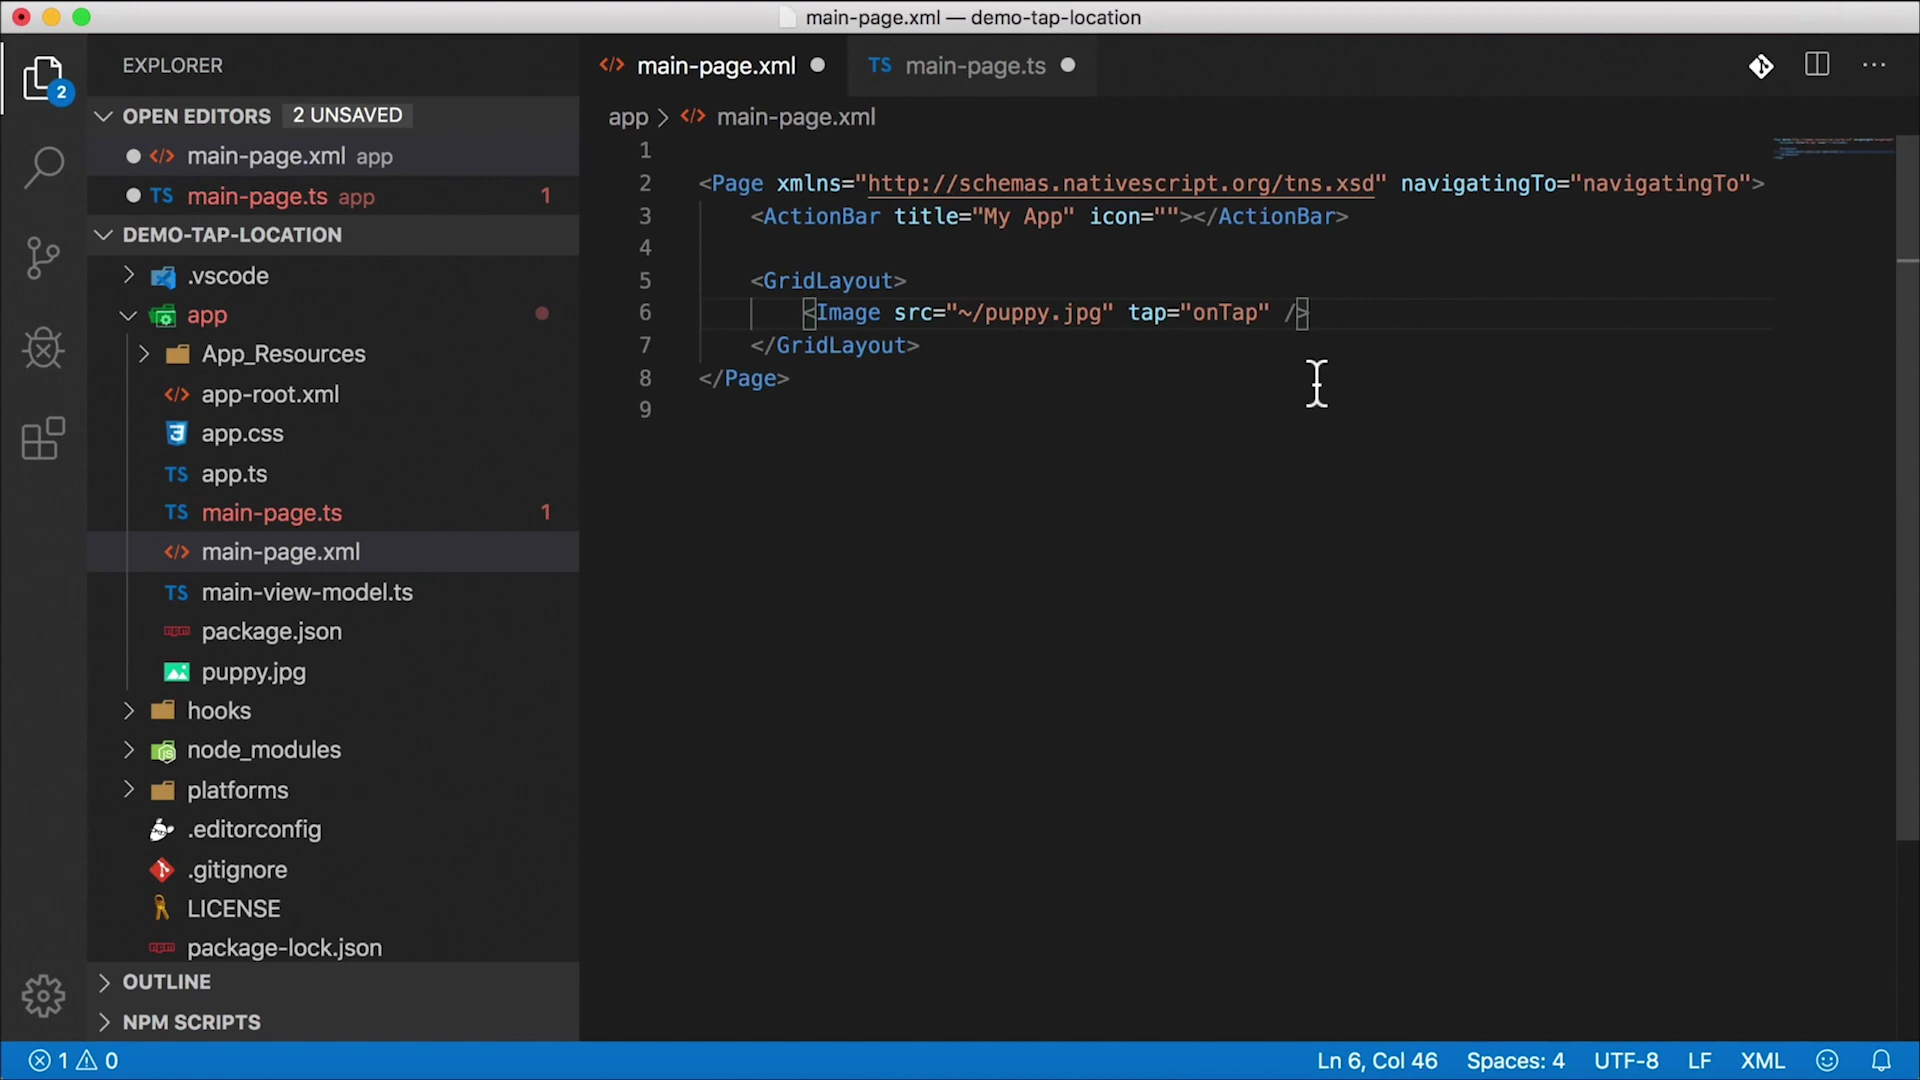 main-page.xml — demo-tap-location
EXPLORER
2
OPEN EDITORS 2 UNSAVED
main-page.xml app
TS main-page.ts app 1
DEMO-TAP-LOCATION
.vscode
app
App_Resources
app-root.xml
app.css
TS app.ts
TS main-page.ts 1
main-page.xml
TS main-view-model.ts
package.json
puppy.jpg
hooks
node_modules
platforms
.editorconfig
.gitignore
LICENSE
package-lock.json
OUTLINE
NPM SCRIPTS
</> main-page.xml
TS main-page.ts
app > </> main-page.xml
1
2 <Page xmlns="http://schemas.nativescript.org/tns.xsd" navigatingTo="navigatingTo">
3 <ActionBar title="My App" icon=""></ActionBar>
4
5 <GridLayout>
6 <Image src="~/puppy.jpg" tap="onTap" />
7 </GridLayout>
8 </Page>
9
1 0
Ln 6, Col 46 Spaces: 4 UTF-8 LF XML